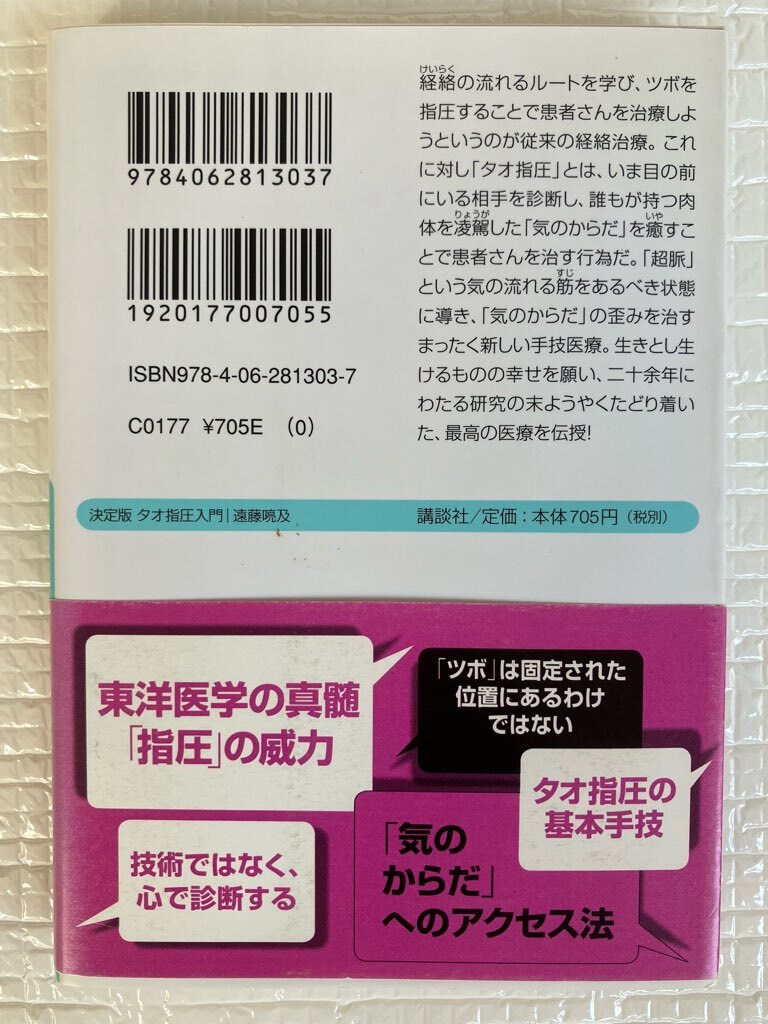 9784062813037
1920177007055
ISBN978-4-06-281303-7
C0177 ¥705E (0)
けいらく
経絡の流れるルートを学び、ツボを
指圧することで患者さんを治療しよ
うというのが従来の経絡治療。これ
に対し「タオ指圧」とは、いま目の前
にいる相手を診断し、誰もが持つ肉
りょうが いや
体を凌駕した「気のからだ」を癒すこ
とで患者さんを治す行為だ。「超脈」
すじ
という気の流れる筋をあるべき状態
に導き、「気のからだ」の歪みを治す
まったく新しい手技医療。生きとし生
けるものの幸せを願い、二十余年に
わたる研究の末ようやくたどり着い
た、最高の医療を伝授!
決定版 タオ指圧入門|遠藤喨及
講談社/定価:本体705円(税別)
東洋医学の真髄
「指圧」の威力
「ツボ」は固定された
位置にあるわけ
ではない
タオ指圧の
基本手技
技術ではなく、
心で診断する
「気の
からだ」
へのアクセス法